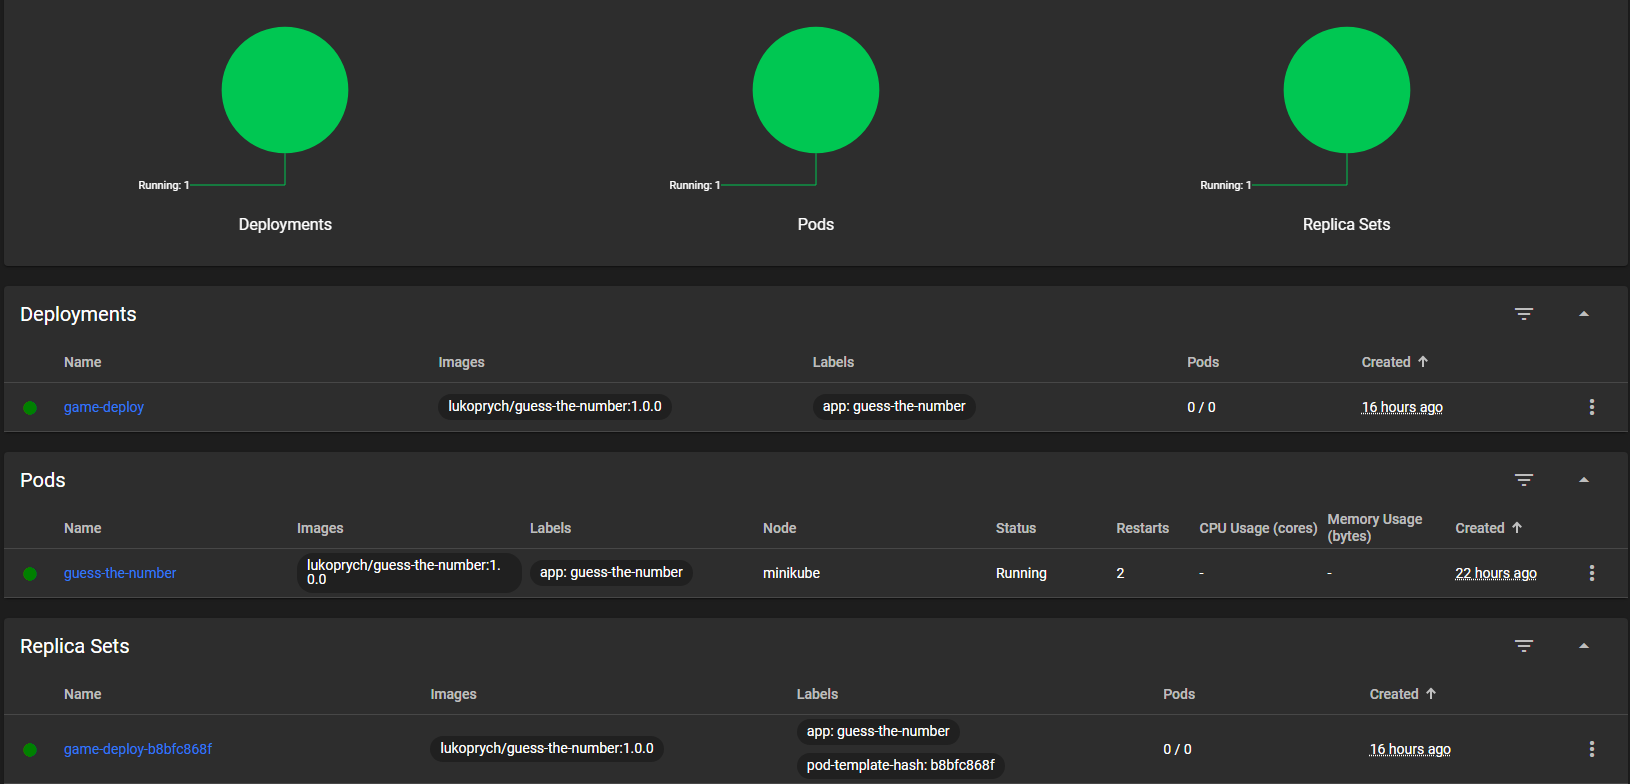 Running: 1
Running: 1
Running: 1
Deployments
Pods
Replica Sets
Deployments
Name Images Labels Pods Created
game-deploy lukoprych/guess-the-number:1.0.0 app: guess-the-number 0 / 0 16 hours ago
Pods
Name Images Labels Node Status Restarts CPU Usage (cores) Memory Usage
(bytes) Created
guess-the-number lukoprych/guess-the-number:1.
0.0 app: guess-the-number minikube Running 2 - - 22 hours ago
Replica Sets
Name Images Labels Pods Created
game-deploy-b8bfc868f lukoprych/guess-the-number:1.0.0 app: guess-the-number
pod-template-hash: b8bfc868f 0 / 0 16 hours ago